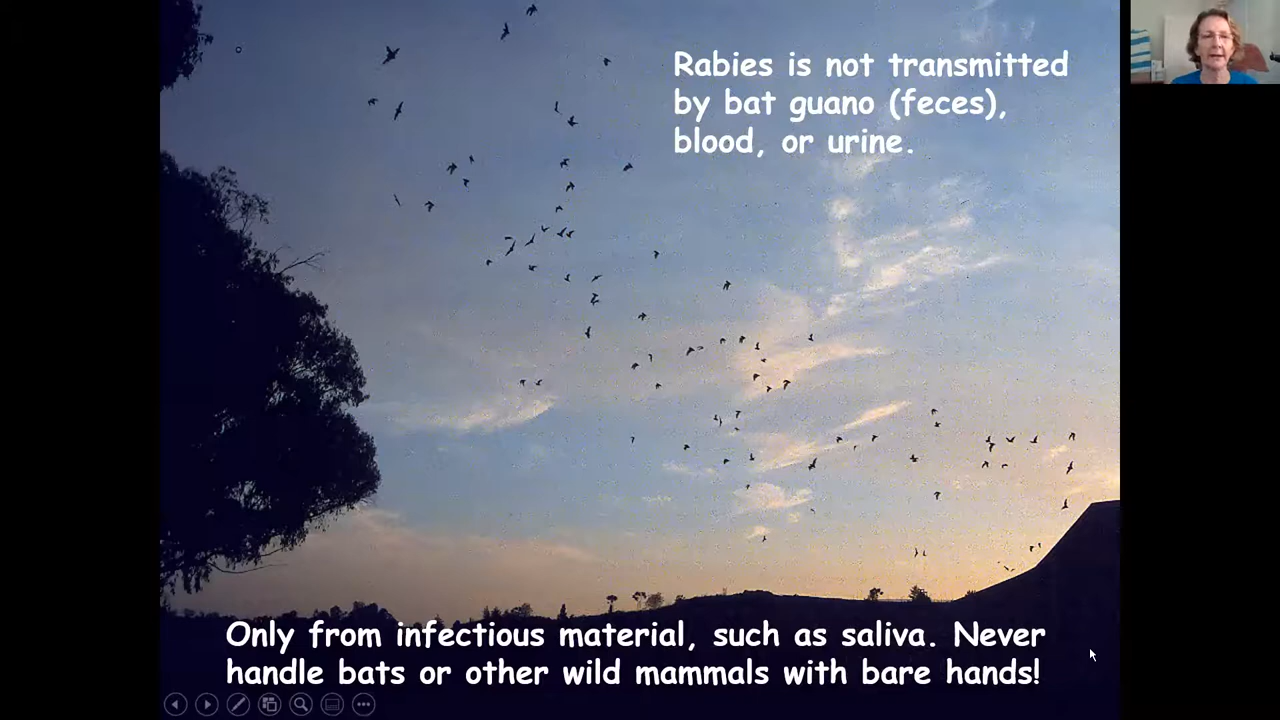 Rabies is not transmitted
by bat guano (feces),
blood, or urine.
Only from infectious material, such as saliva. Never
handle bats or other wild mammals with bare hands!